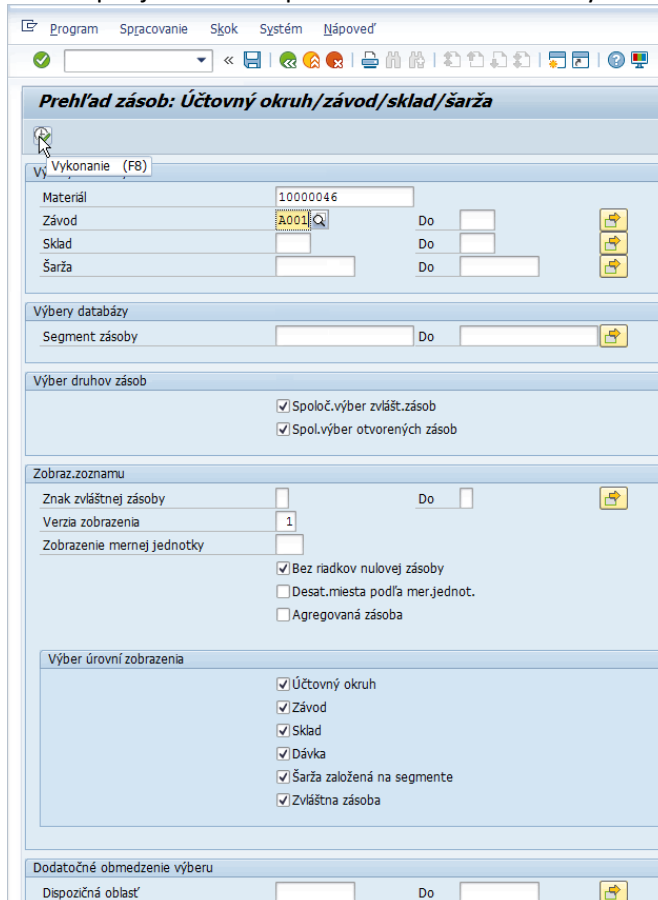 Program Spracovanie Skok Systém Nápoveď
Prehľad zásob: Účtovný okruh/závod/sklad/šarža
Vykonanie (F8)
Materiál 10000046
Závod A001 Do
Sklad Do
Šarža Do
Výbery databázy
Segment zásoby Do
Výber druhov zásob
Spoloč.výber zvlášt.zásob
Spol.výber otvorených zásob
Zobraz.zoznamu
Znak zvláštnej zásoby Do
Verzia zobrazenia 1
Zobrazenie mernej jednotky
Bez riadkov nulovej zásoby
Desat.miesta podľa mer.jednot.
Agregovaná zásoba
Výber úrovní zobrazenia
Účtovný okruh
Závod
Sklad
Dávka
Šarža založená na segmente
Zvláštna zásoba
Dodatočné obmedzenie výberu
Dispozičná oblasť Do